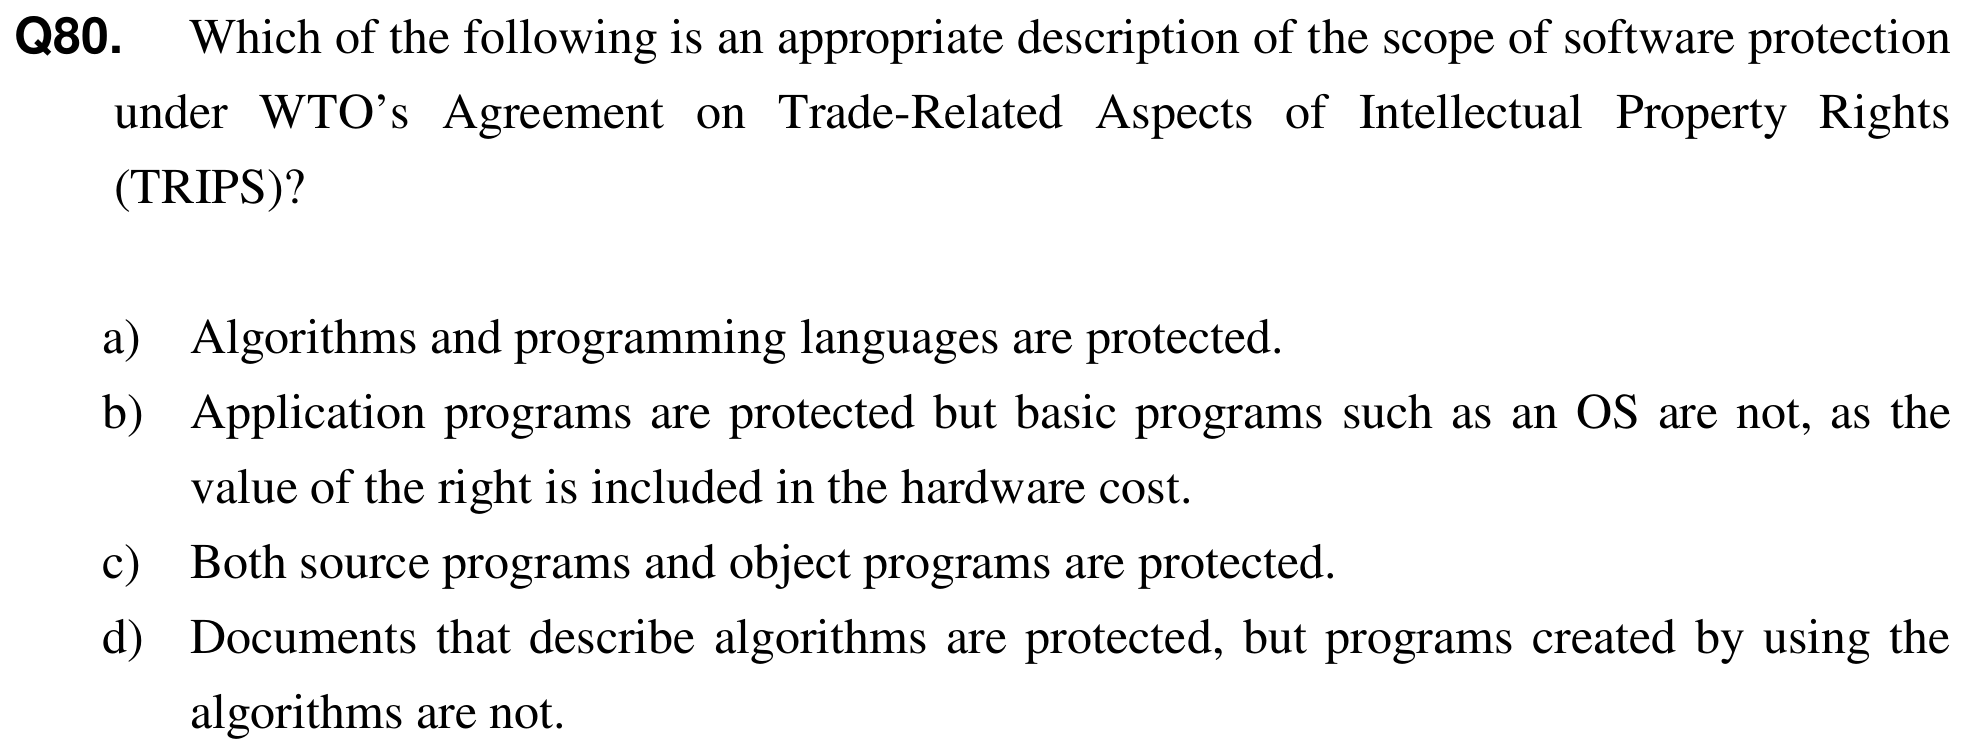 Q80. Which of the following is an appropriate description of the scope of software protection
under WTO’s Agreement on Trade-Related Aspects of Intellectual Property Rights
(TRIPS)?
a) Algorithms and programming languages are protected.
b) Application programs are protected but basic programs such as an OS are not, as the
value of the right is included in the hardware cost.
c) Both source programs and object programs are protected.
d) Documents that describe algorithms are protected, but programs created by using the
algorithms are not.